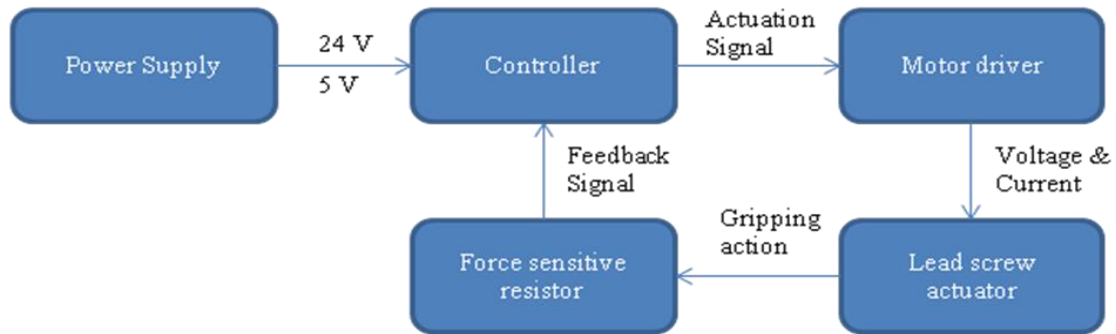 Power Supply
24 V
5 V
Controller
Actuation
Signal
Motor driver
Feedback
Signal
Voltage &
Current
Force sensitive
resistor
Gripping
action
Lead screw
actuator